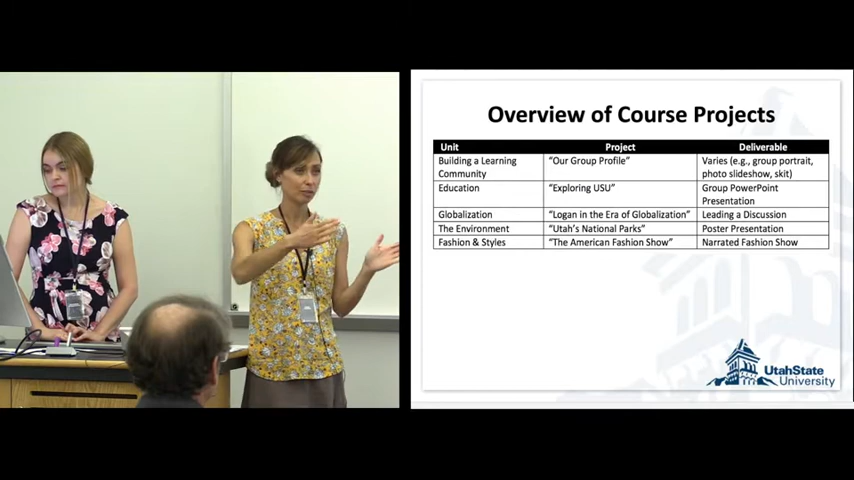 Overview of Course Projects
Unit Project Deliverable
Building a Learning Community “Our Group Profile” Varies (e.g., group portrait, photo slideshow, skit)
Education “Exploring USU” Group PowerPoint Presentation
Globalization “Logan in the Era of Globalization” Leading a Discussion
The Environment “Utah’s National Parks” Poster Presentation
Fashion & Styles “The American Fashion Show” Narrated Fashion Show
UtahState
University